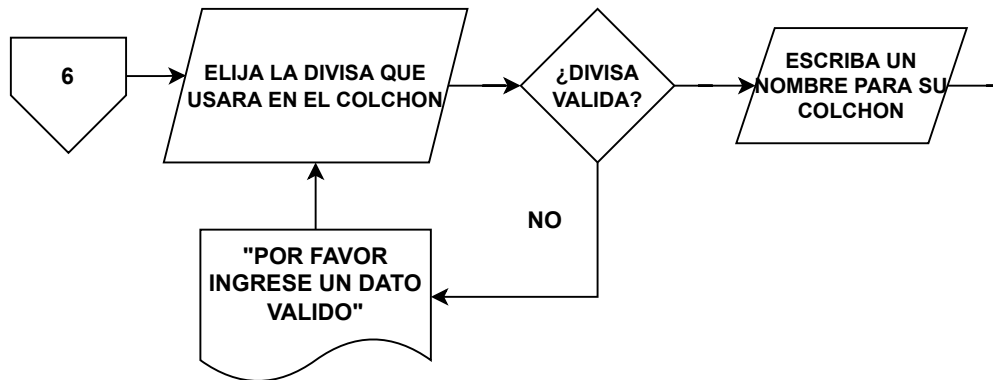 6
ELIJA LA DIVISA QUE
USARA EN EL COLCHON
¿DIVISA
VALIDA?
ESCRIBA UN
NOMBRE PARA SU
COLCHON
NO
"POR FAVOR
INGRESE UN DATO
VALIDO"